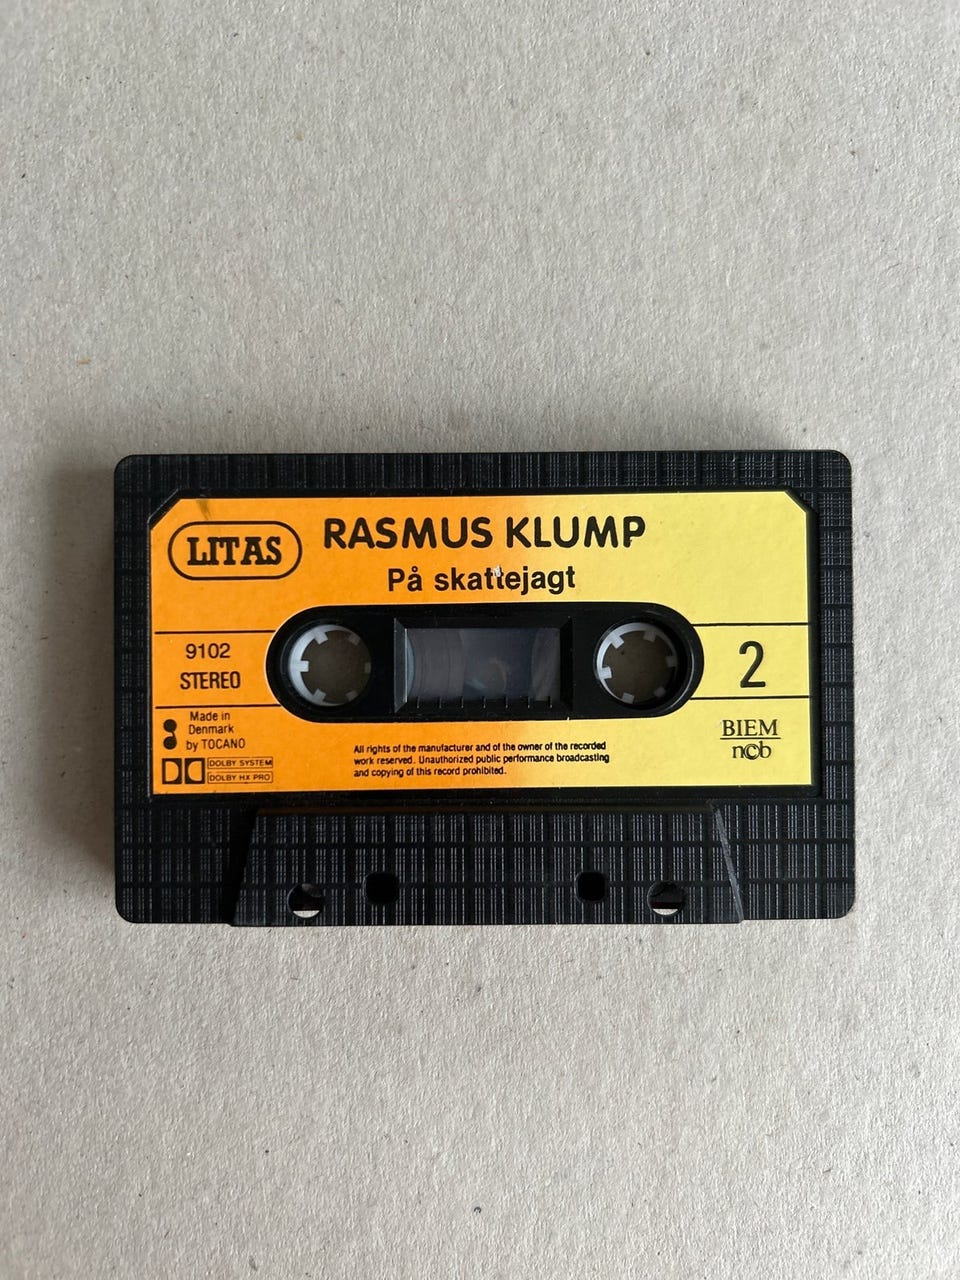 LITAS
RASMUS KLUMP
På skattejagt
9102
STEREO
2
Made in
Denmark
by TOCANO
DOLBY SYSTEM
DOLBY HX PRO
All rights of the manufacturer and of the owner of the recorded
work reserved. Unauthorized public performance broadcasting
and copying of this record prohibited.
BIEM
ncb